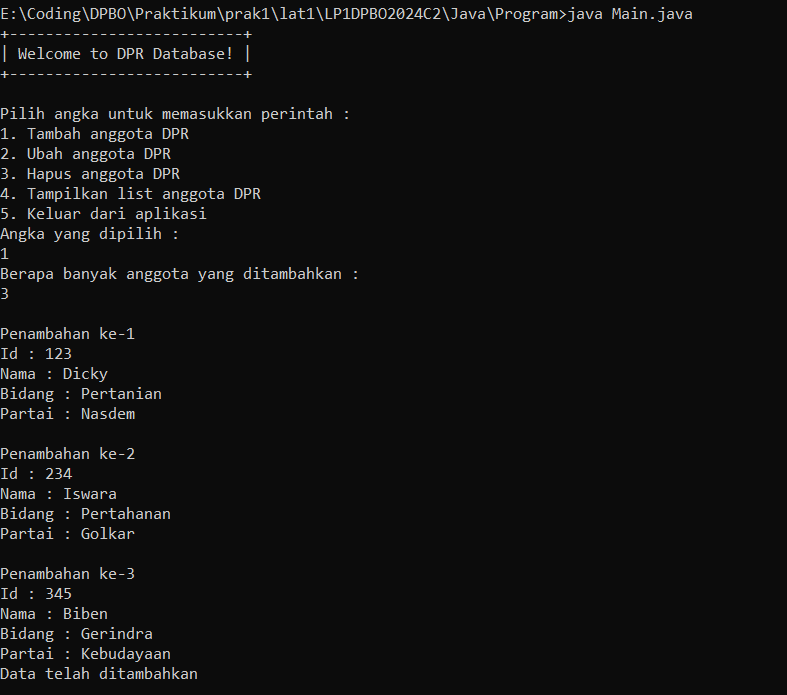 E:\Coding\DPBO\Praktikum\prak1\lat1\LP1DPBO2024C2\Java\Program>java Main.java
+--------------------------+
| Welcome to DPR Database! |
+--------------------------+
Pilih angka untuk memasukkan perintah :
1. Tambah anggota DPR
2. Ubah anggota DPR
3. Hapus anggota DPR
4. Tampilkan list anggota DPR
5. Keluar dari aplikasi
Angka yang dipilih :
1
Berapa banyak anggota yang ditambahkan :
3
Penambahan ke-1
Id : 123
Nama : Dicky
Bidang : Pertanian
Partai : Nasdem
Penambahan ke-2
Id : 234
Nama : Iswara
Bidang : Pertahanan
Partai : Golkar
Penambahan ke-3
Id : 345
Nama : Biben
Bidang : Gerindra
Partai : Kebudayaan
Data telah ditambahkan